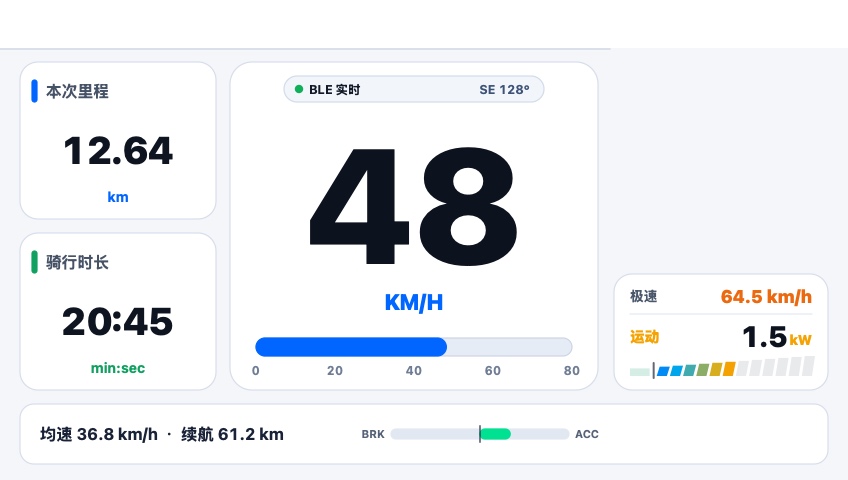 本次里程
12.64
km
骑行时长
20:45
min:sec
BLE 实时
SE 128°
48
KM/H
0 20 40 60 80
极速 64.5 km/h
运动 1.5 kW
均速 36.8 km/h · 续航 61.2 km
BRK ACC